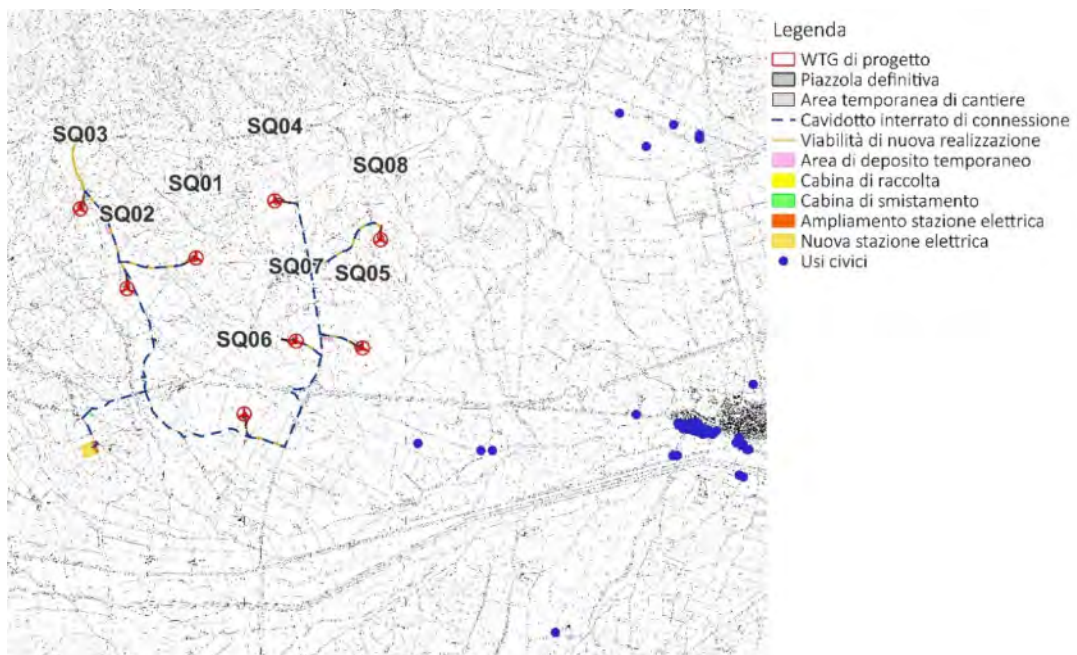 Legenda
WTG di progetto
Piazzola definitiva
Area temporanea di cantiere
Cavidotto interrato di connessione
Viabilità di nuova realizzazione
Area di deposito temporaneo
Cabina di raccolta
Cabina di smistamento
Ampliamento stazione elettrica
Nuova stazione elettrica
Usi civici
SQ03
SQ04
SQ01
SQ08
SQ02
SQ07
SQ05
SQ06